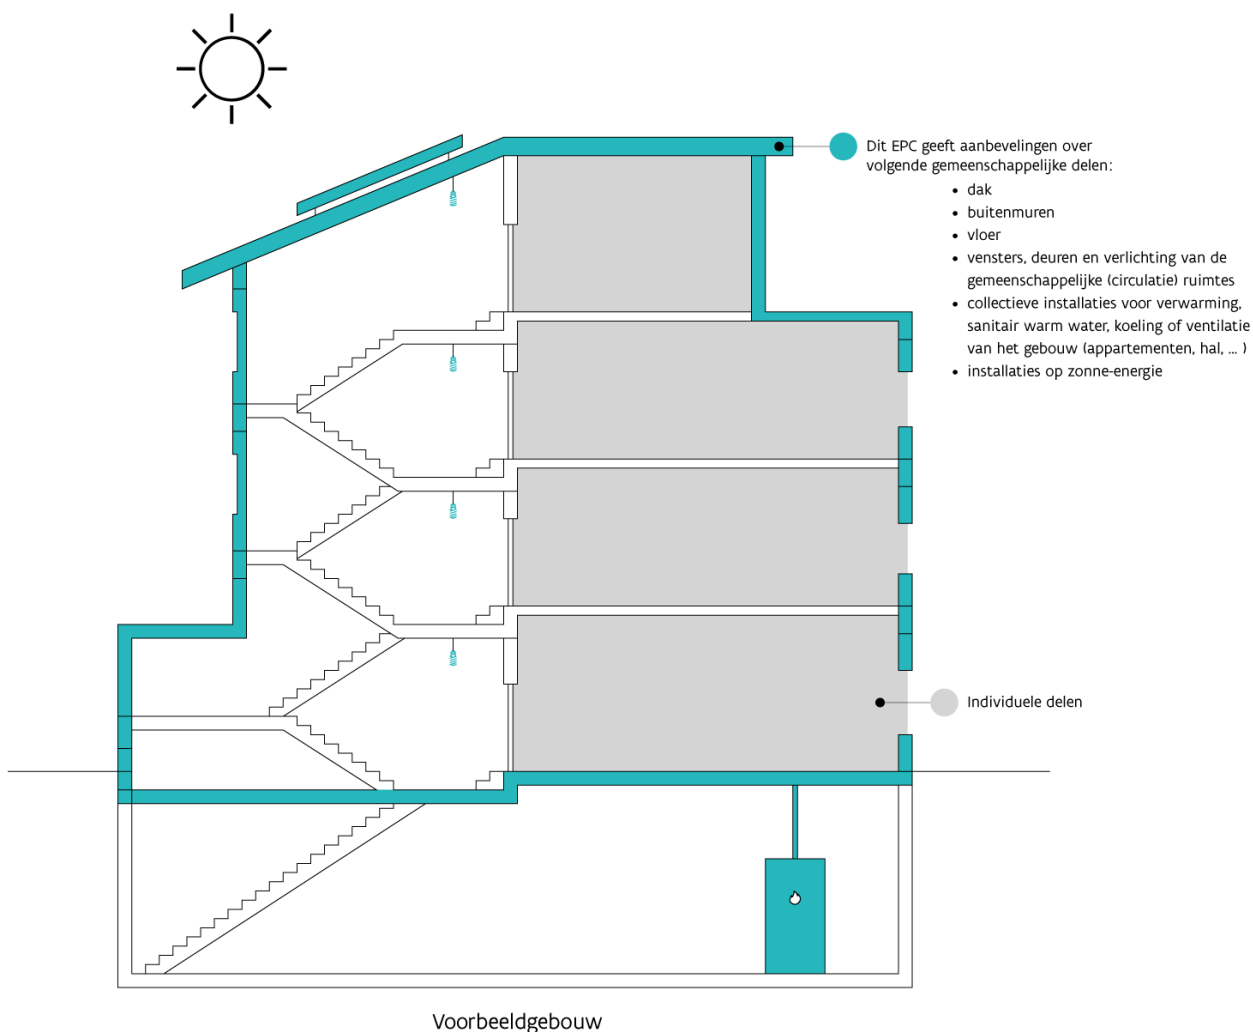 Dit EPC geeft aanbevelingen over
volgende gemeenschappelijke delen:
• dak
• buitenmuren
• vloer
• vensters, deuren en verlichting van de
gemeenschappelijke (circulatie) ruimtes
• collectieve installaties voor verwarming,
sanitair warm water, koeling of ventilatie
van het gebouw (appartementen, hal, ... )
• installaties op zonne-energie
Individuele delen
Voorbeeldgebouw